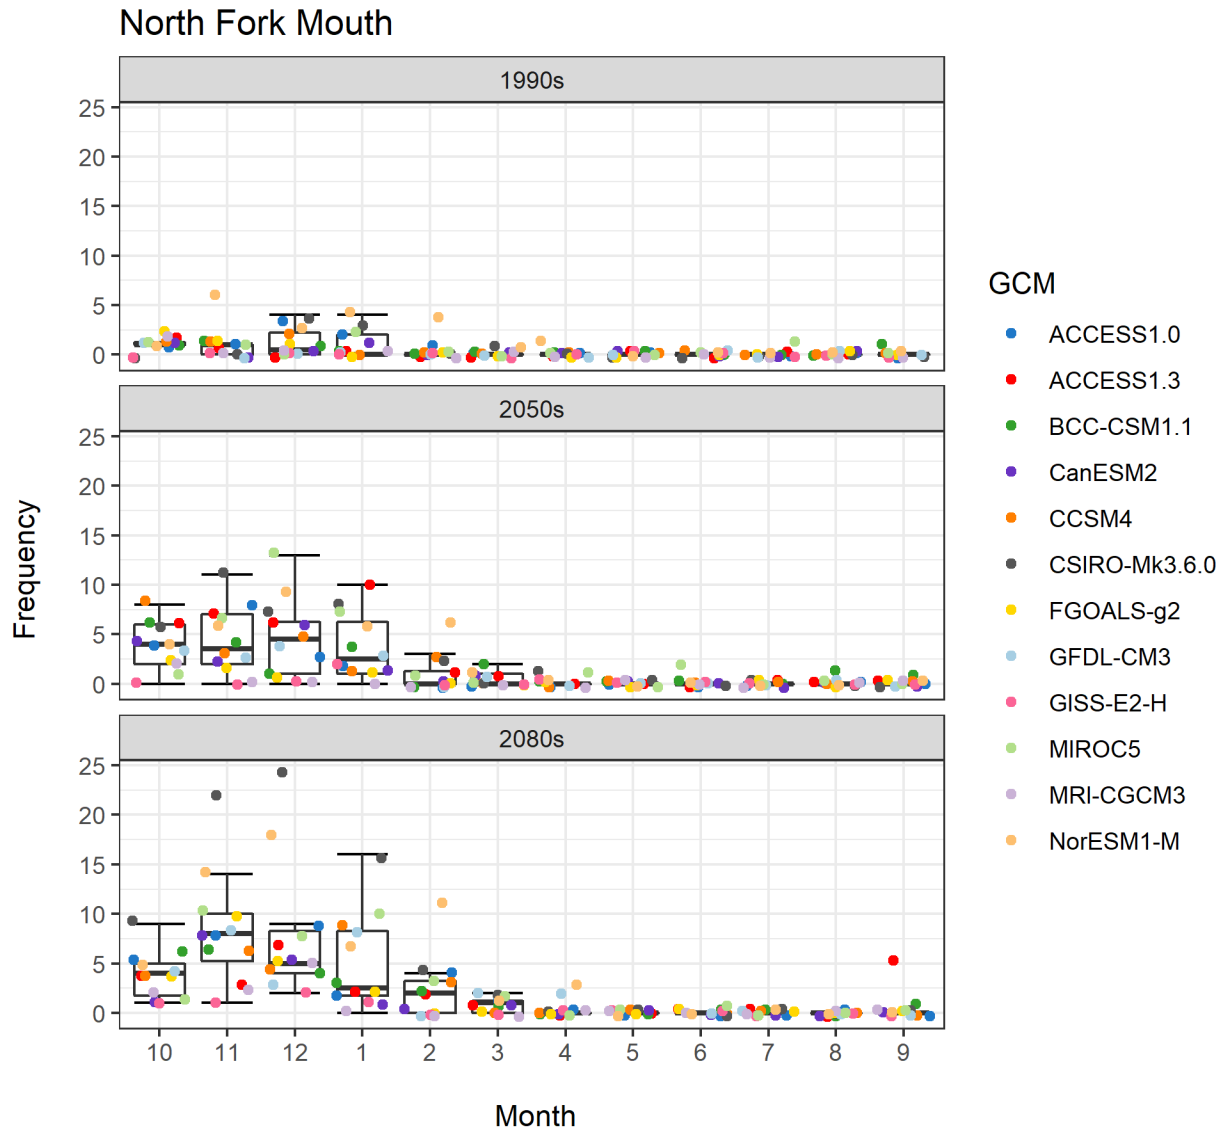 North Fork Mouth
1990s
25
20
15
10
5
0
2050s
25
20
15
10
5
0
2080s
25
20
15
10
5
0
10 11 12 1 2 3 4 5 6 7 8 9
Month
Frequency
GCM
ACCESS1.0
ACCESS1.3
BCC-CSM1.1
CanESM2
CCSM4
CSIRO-Mk3.6.0
FGOALS-g2
GFDL-CM3
GISS-E2-H
MIROC5
MRI-CGCM3
NorESM1-M